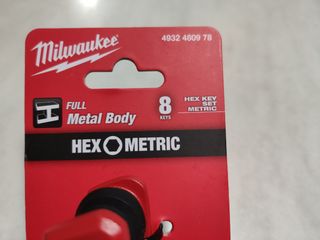 Milwaukee
4932 4609 78
FULL
Metal Body
8
KEYS
HEX KEY
SET
METRIC
HEX METRIC